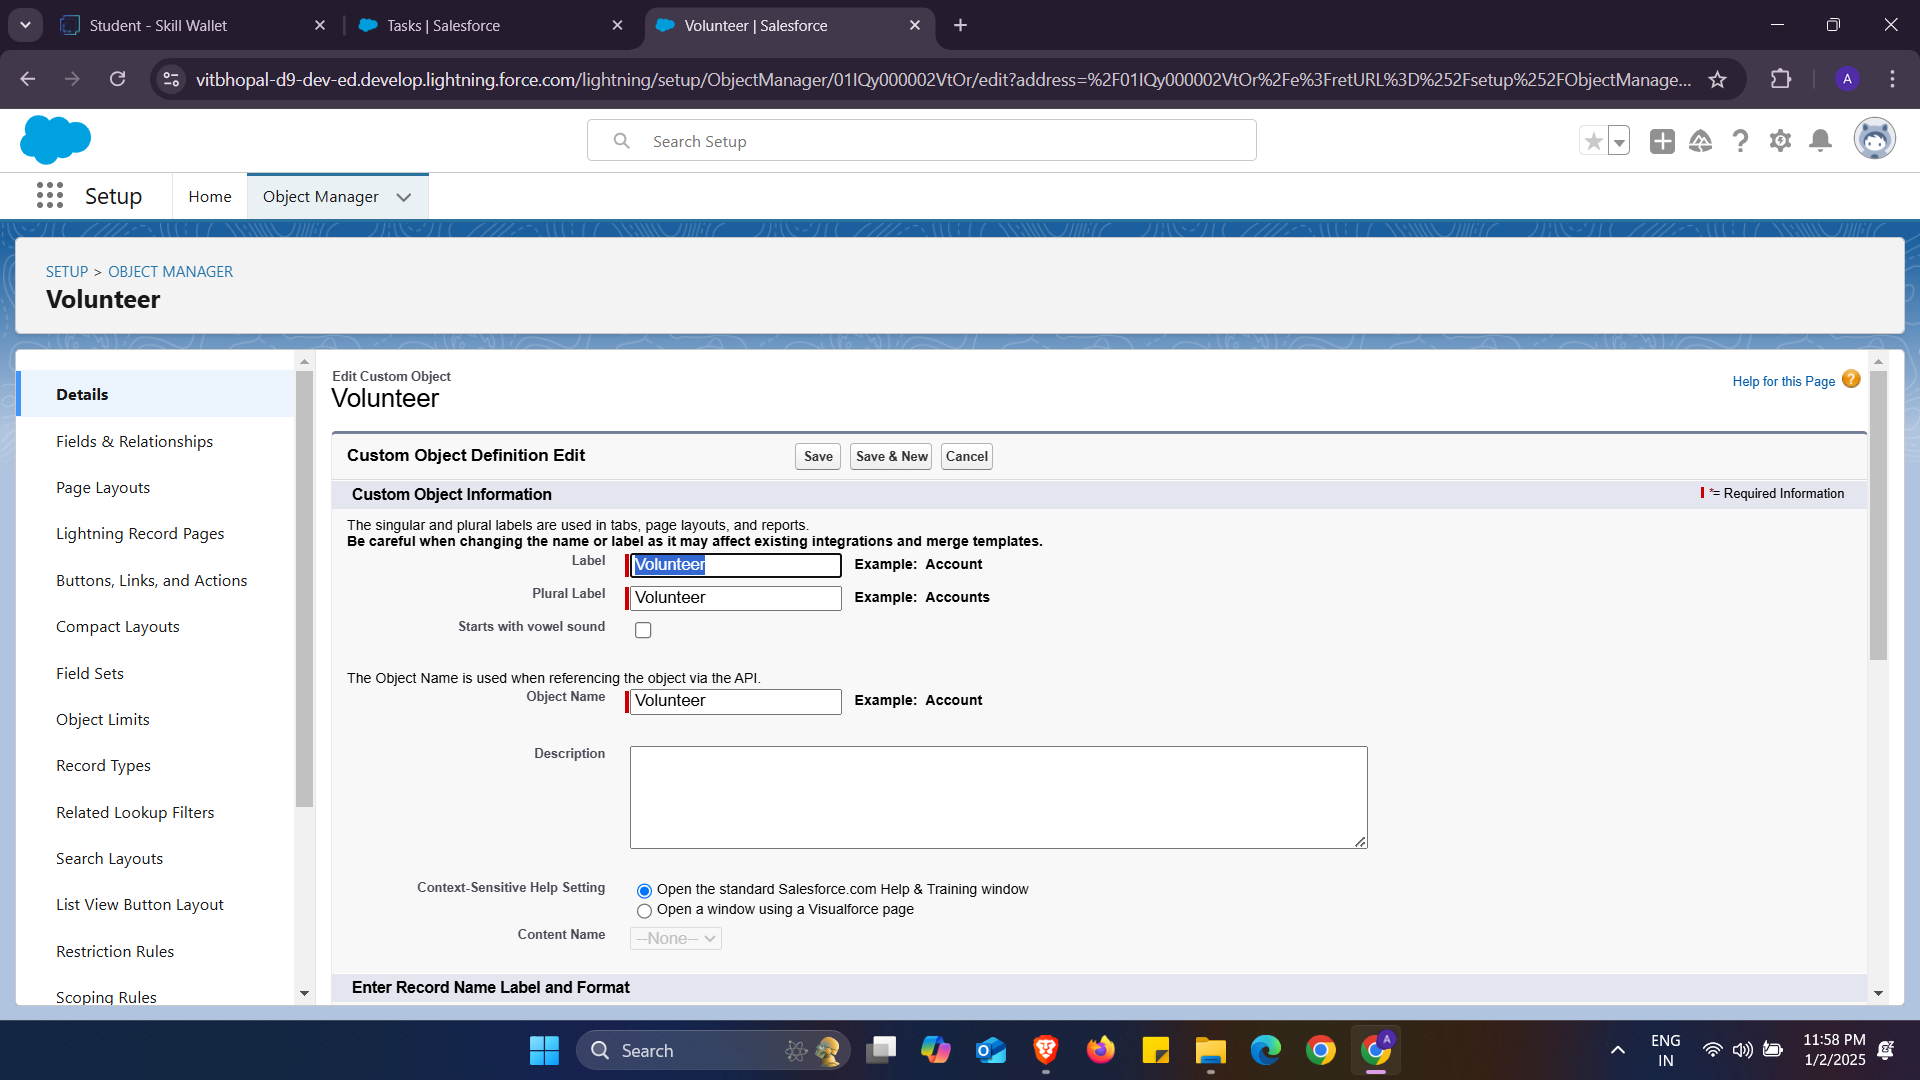 Student - Skill Wallet
Tasks | Salesforce
Volunteer | Salesforce
vitbhopal-d9-dev-ed.develop.lightning.force.com/lightning/setup/ObjectManager/01IQy000002VtOr/edit?address=%2F01IQy000002VtOr%2Fe%3FretURL%3D%252Fsetup%252FObjectManage...
A
Search Setup
Setup
Home
Object Manager
SETUP > OBJECT MANAGER
Volunteer
Details
Fields & Relationships
Page Layouts
Lightning Record Pages
Buttons, Links, and Actions
Compact Layouts
Field Sets
Object Limits
Record Types
Related Lookup Filters
Search Layouts
List View Button Layout
Restriction Rules
Scoping Rules
Edit Custom Object
Volunteer
Help for this Page ?
Custom Object Definition Edit
Save
Save & New
Cancel
Custom Object Information
*= Required Information
The singular and plural labels are used in tabs, page layouts, and reports.
Be careful when changing the name or label as it may affect existing integrations and merge templates.
Label
Volunteer
Example: Account
Plural Label
Volunteer
Example: Accounts
Starts with vowel sound
The Object Name is used when referencing the object via the API.
Object Name
Volunteer
Example: Account
Description
Context-Sensitive Help Setting
Open the standard Salesforce.com Help & Training window
Open a window using a Visualforce page
Content Name
--None--
Enter Record Name Label and Format
Search
A
ENG
IN
11:58 PM
1/2/2025